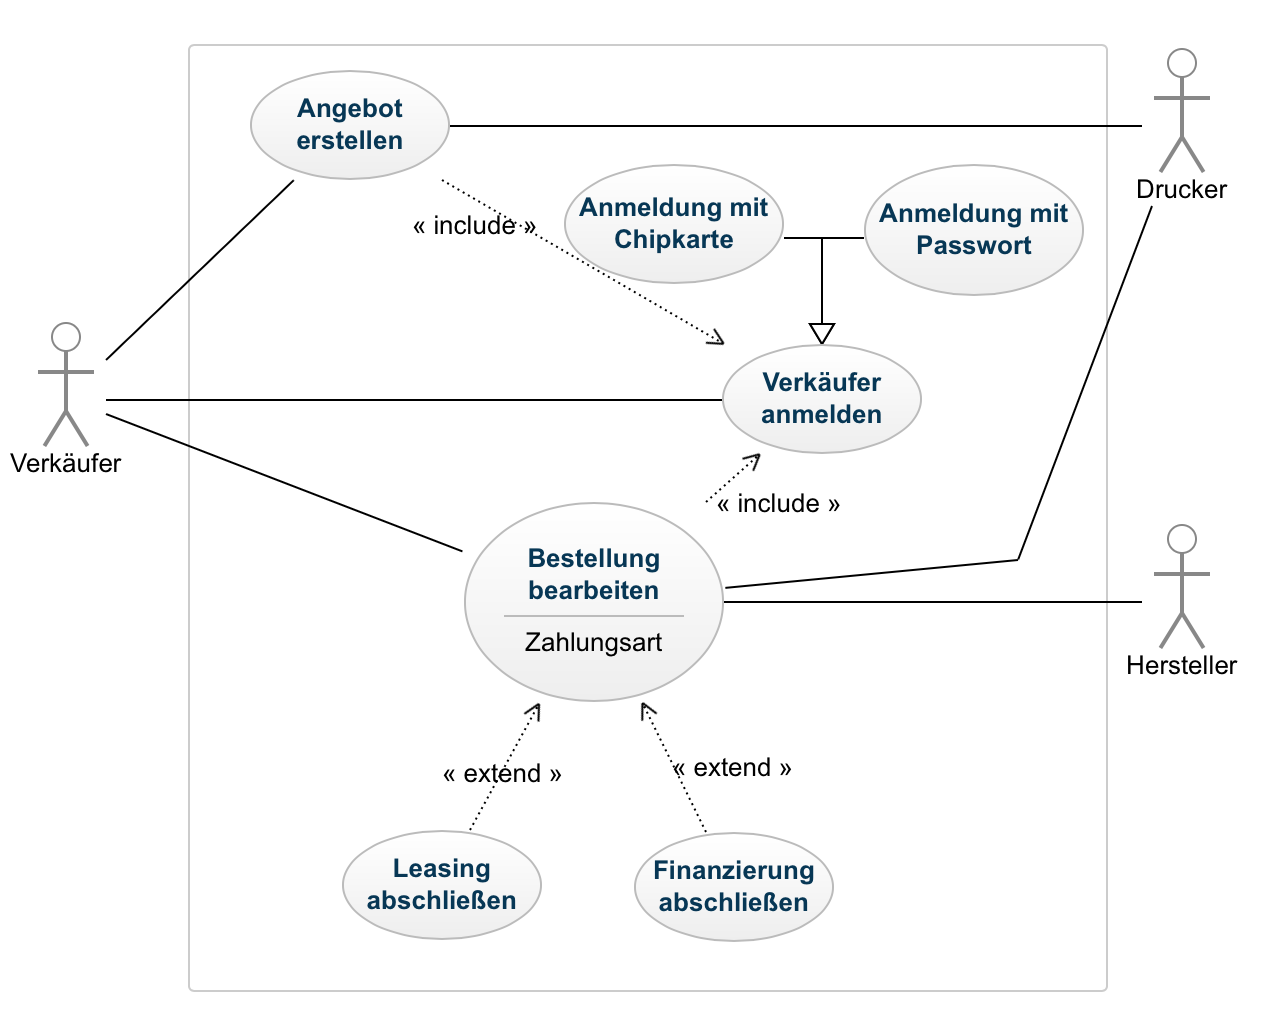 Angebot
erstellen
Drucker
« include »
Anmeldung mit
Chipkarte
Anmeldung mit
Passwort
Verkäufer
Verkäufer
anmelden
« include »
Bestellung
bearbeiten
Zahlungsart
Hersteller
« extend »
« extend »
Leasing
abschließen
Finanzierung
abschließen